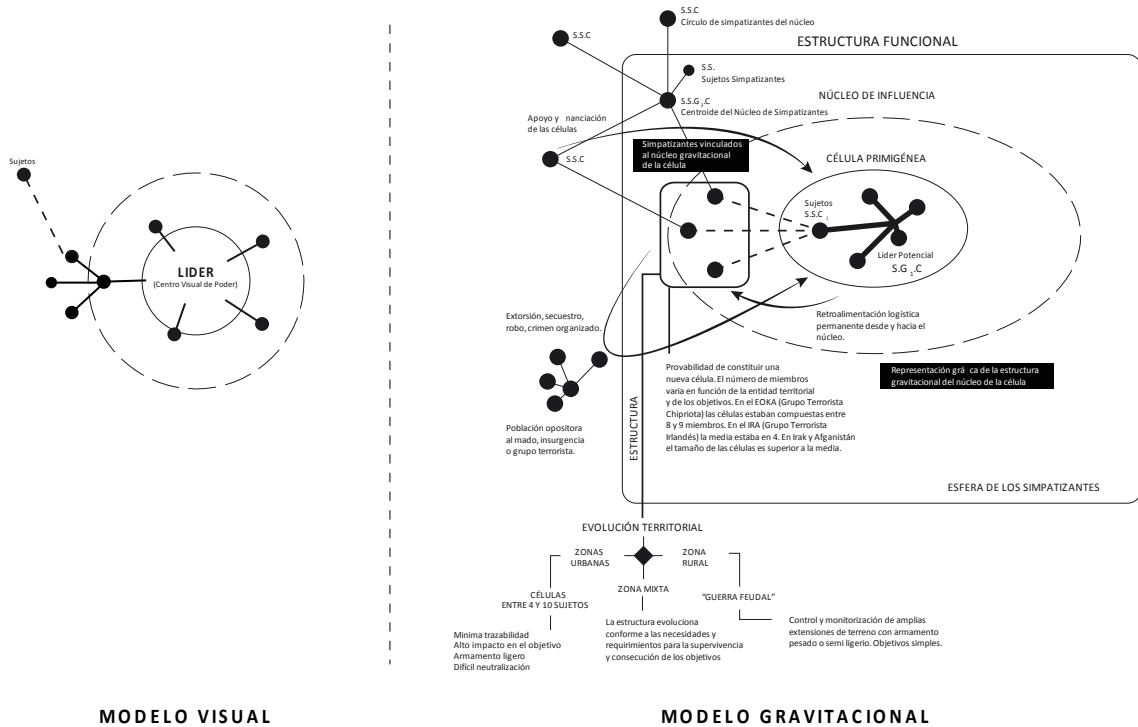 Sujetos
LIDER
(Centro Visual de Poder)
MODELO VISUAL
S.S.C
Círculo de simpatizantes del núcleo
S.S.C
S.S.
Sujetos Simpatizantes
S.S.G₁.C
Centroide del Núcleo de Simpatizantes
Apoyo y nanciación
de las células
S.S.C
ESTRUCTURA FUNCIONAL
NÚCLEO DE INFLUENCIA
Simpatizantes vinculados
al núcleo gravitacional
de la célula
CÉLULA PRIMIGÉNEA
Sujetos
S.S.C ₁
Lider Potencial
S.G ₁.C
Extorsión, secuestro,
robo, crimen organizado.
Retroalimentación logística
permanente desde y hacia el
núcleo.
Población opositora
al mado, insurgencia
o grupo terrorista.
ESTRUCTURA
Provabilidad de constituir una
nueva célula. El número de miembros
varia en función de la entidad territorial
y de los objetivos. En el EOKA (Grupo Terrorista
Chipriota) las células estaban compuestas entre
8 y 9 miembros. En el IRA (Grupo Terrorista
Irlandés) la media estaba en 4. En Irak y Afganistán
el tamaño de las células es superior a la media.
Representación grá ca de la estructura
gravitacional del núcleo de la célula
ESFERA DE LOS SIMPATIZANTES
EVOLUCIÓN TERRITORIAL
ZONAS
URBANAS
ZONA
RURAL
CÉLULAS
ENTRE 4 Y 10 SUJETOS
ZONA MIXTA
"GUERRA FEUDAL"
Minima trazabilidad
Alto impacto en el objetivo
Armamento ligero
Difícil neutralización
La estructura evoluciona
conforme a las necesidades y
requirimientos para la supervivencia
y consecución de los objetivos
Control y monitorización de amplias
extensiones de terreno con armamento
pesado o semi ligerio. Objetivos simples.
MODELO GRAVITACIONAL